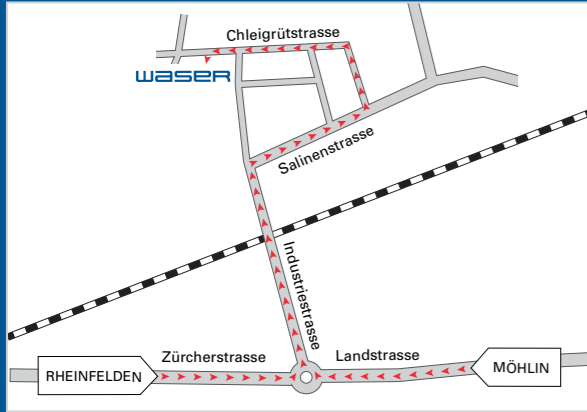 Chleigrütstrasse
waser
Salinenstrasse
Industriestrasse
Zürcherstrasse
Landstrasse
RHEINFELDEN
MÖHLIN